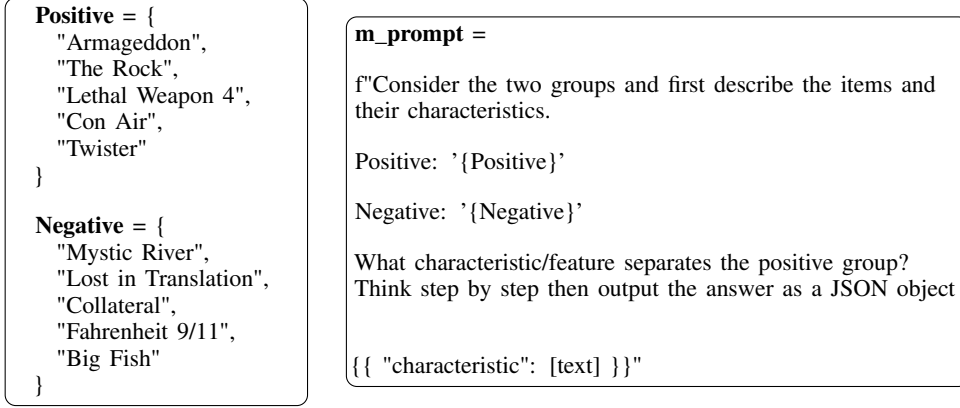 Positive = {
"Armageddon",
"The Rock",
"Lethal Weapon 4",
"Con Air",
"Twister"
}
Negative = {
"Mystic River",
"Lost in Translation",
"Collateral",
"Fahrenheit 9/11",
"Big Fish"
}
m_prompt =
f"Consider the two groups and first describe the items and
their characteristics.
Positive: ’{Positive}’
Negative: ’{Negative}’
What characteristic/feature separates the positive group?
Think step by step then output the answer as a JSON object
{{ "characteristic": [text] }}"